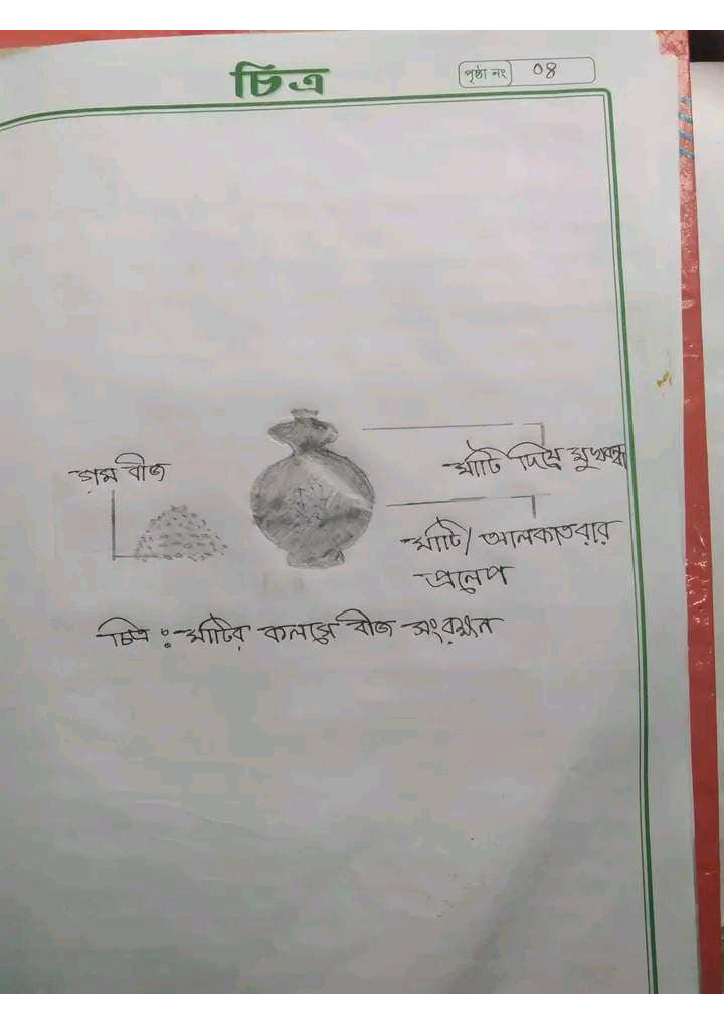 চিত্র
পৃষ্ঠা নং ০৪
গম বীজ
মাটি দিয়ে মুখবন্ধ
মাটি/আলকাতরার
প্রলেপ
চিত্র : মাটির কলসে বীজ সংরক্ষন